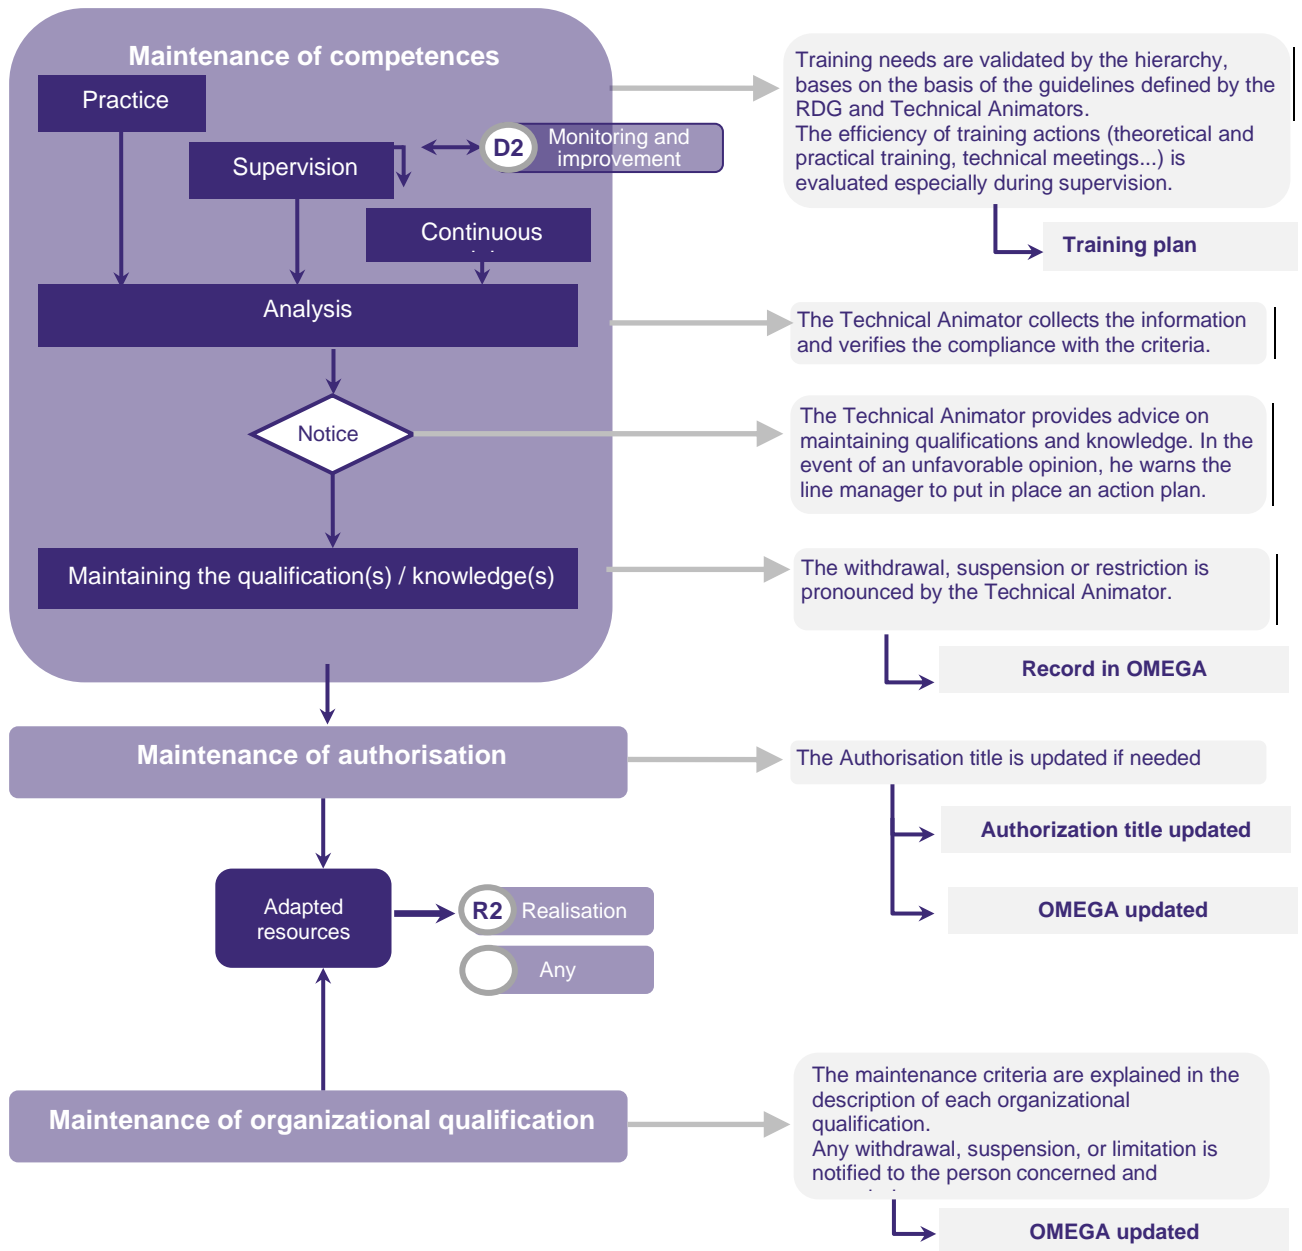 Maintenance of competences
Practice
Supervision
D2
Monitoring and
improvement
Continuous
Analysis
Notice
Maintaining the qualification(s) / knowledge(s)
Training needs are validated by the hierarchy,
bases on the basis of the guidelines defined by the
RDG and Technical Animators.
The efficiency of training actions (theoretical and
practical training, technical meetings...) is
evaluated especially during supervision.
Training plan
The Technical Animator collects the information
and verifies the compliance with the criteria.
The Technical Animator provides advice on
maintaining qualifications and knowledge. In the
event of an unfavorable opinion, he warns the
line manager to put in place an action plan.
The withdrawal, suspension or restriction is
pronounced by the Technical Animator.
Record in OMEGA
Maintenance of authorisation
The Authorisation title is updated if needed
Authorization title updated
OMEGA updated
Adapted
resources
R2
Realisation
Any
Maintenance of organizational qualification
The maintenance criteria are explained in the
description of each organizational
qualification.
Any withdrawal, suspension, or limitation is
notified to the person concerned and
OMEGA updated